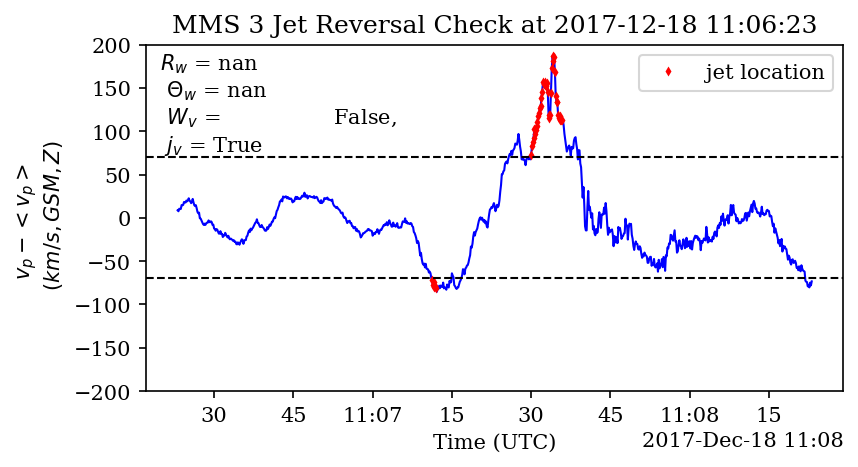 MMS 3 Jet Reversal Check at 2017-12-18 11:06:23
R_w = nan
Θ_w = nan
W_v = False,
j_v = True
jet location
200
150
100
50
0
−50
−100
−150
−200
v_p − < v_p >
(km/s, GSM, Z)
30 45 11:07 15 30 45 11:08 15
Time (UTC)
2017-Dec-18 11:08